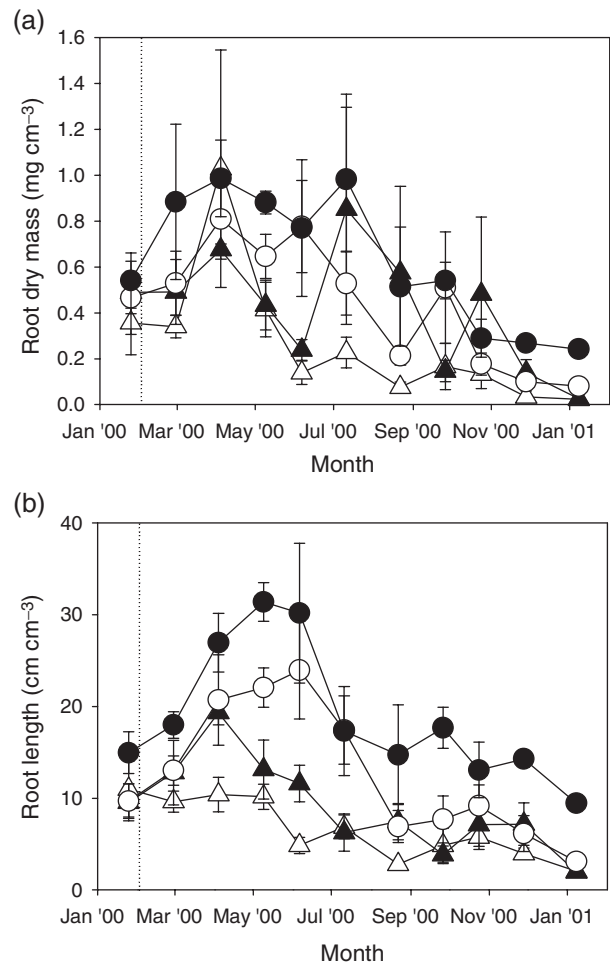 (a)
Root dry mass (mg cm⁻³)
1.6
1.4
1.2
1.0
0.8
0.6
0.4
0.2
0.0
Jan '00 Mar '00 May '00 Jul '00 Sep '00 Nov '00 Jan '01
Month
(b)
Root length (cm cm⁻³)
40
30
20
10
0
Jan '00 Mar '00 May '00 Jul '00 Sep '00 Nov '00 Jan '01
Month